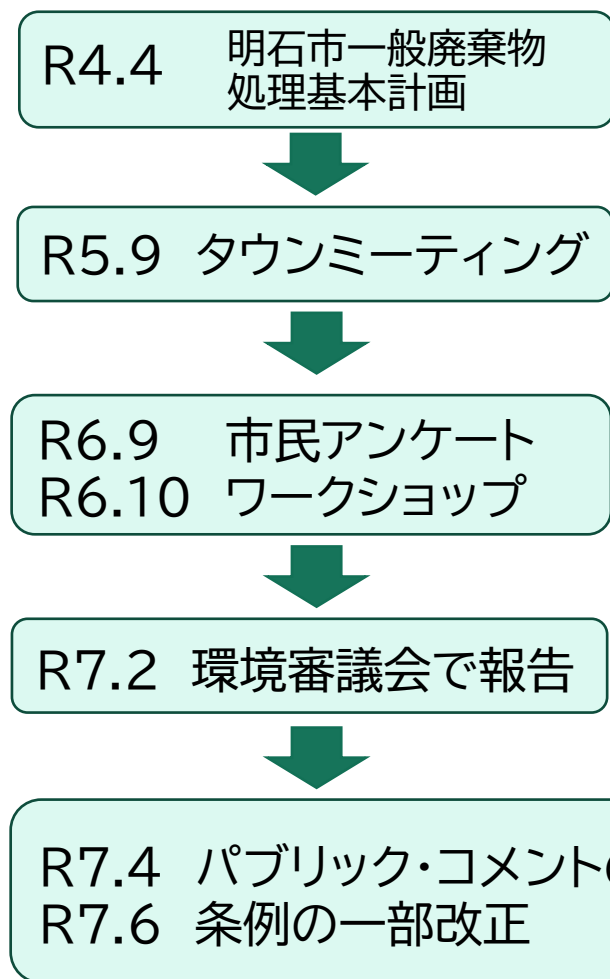 R4.4 明石市一般廃棄物
処理基本計画
R5.9 タウンミーティング
R6.9 市民アンケート
R6.10 ワークショップ
R7.2 環境審議会で報告
R7.4 パブリック・コメント
R7.6 条例の一部改正